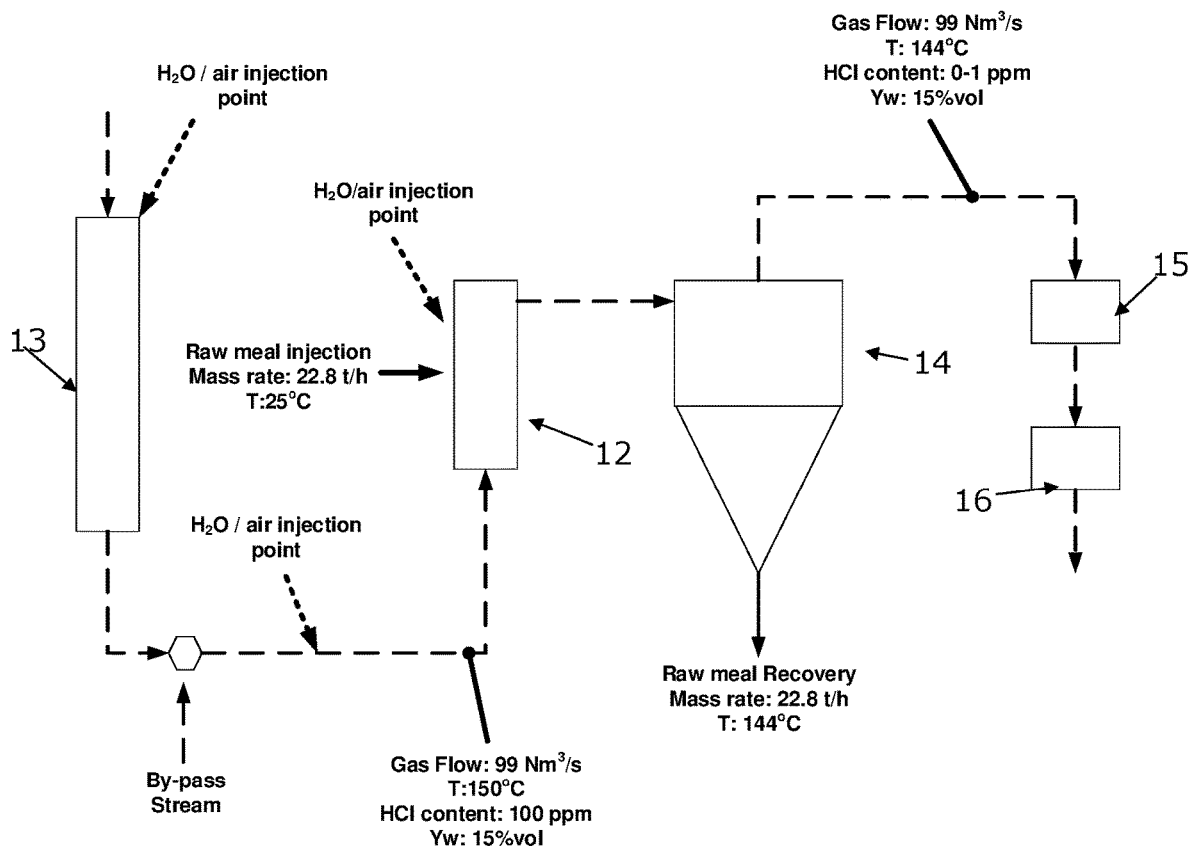 Gas Flow: 99 Nm³/s
T: 144°C
HCl content: 0-1 ppm
Yw: 15%vol
H₂O / air injection
point
H₂O/air injection
point
13
15
Raw meal injection
Mass rate: 22.8 t/h
T:25°C
14
12
16
H₂O / air injection
point
Raw meal Recovery
Mass rate: 22.8 t/h
T: 144°C
By-pass
Stream
Gas Flow: 99 Nm³/s
T:150°C
HCl content: 100 ppm
Yw: 15%vol